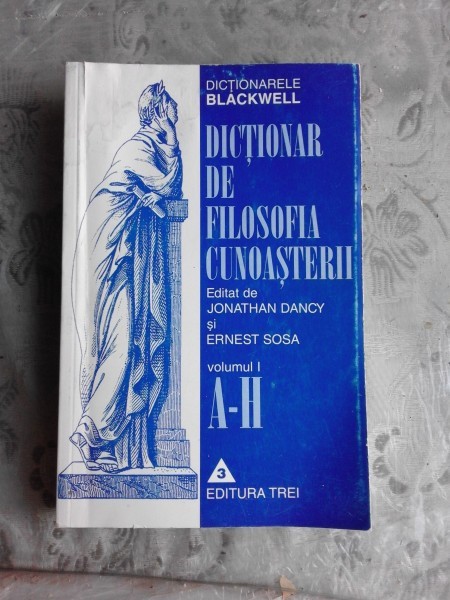 DICȚIONARELE
BLACKWELL
DICȚIONAR
DE
FILOSOFIA
CUNOAȘTERII
Editat de
JONATHAN DANCY
și
ERNEST SOSA
volumul I
A-H
3
EDITURA TREI